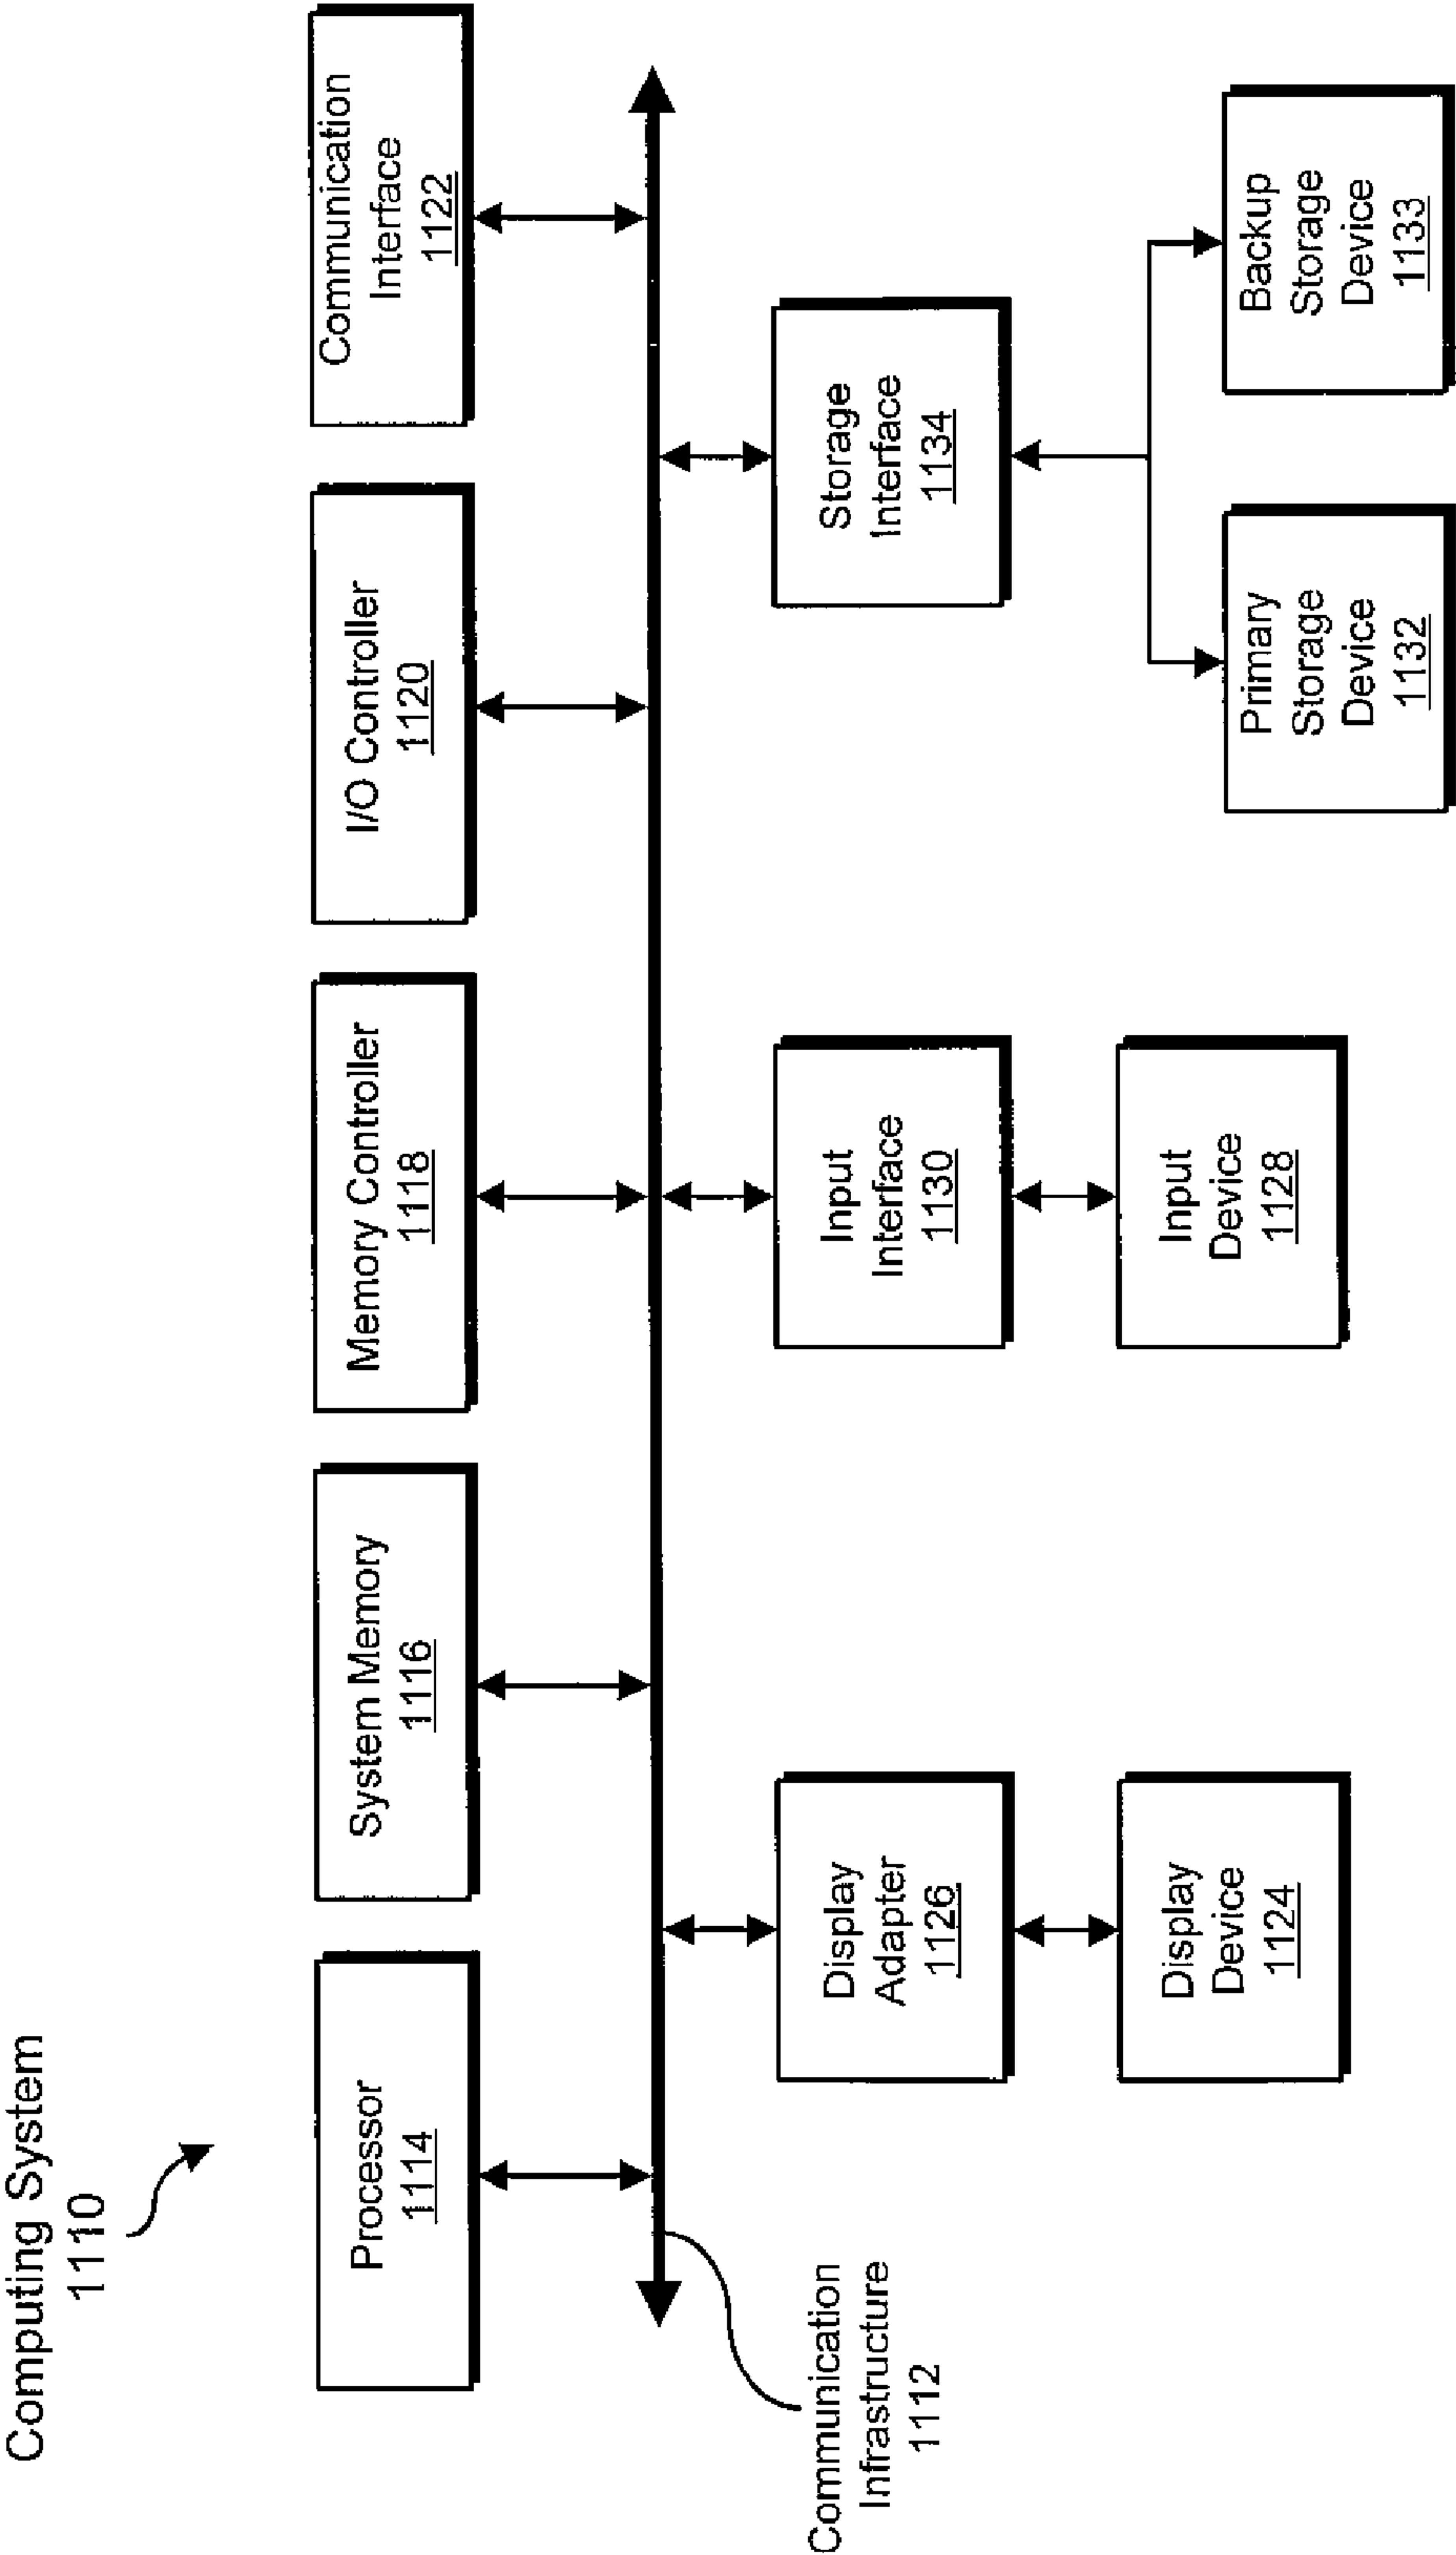 Computing System
1110
Processor
1114
System Memory
1116
Memory Controller
1118
I/O Controller
1120
Communication
Interface
1122
Communication
Infrastructure
1112
Display
Adapter
1126
Input
Interface
1130
Storage
Interface
1134
Display
Device
1124
Input
Device
1128
Primary
Storage
Device
1132
Backup
Storage
Device
1133